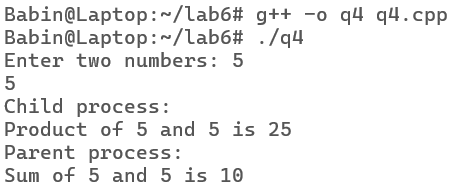 Babin@Laptop:~/lab6# g++ -o q4 q4.cpp
Babin@Laptop:~/lab6# ./q4
Enter two numbers: 5
5
Child process:
Product of 5 and 5 is 25
Parent process:
Sum of 5 and 5 is 10